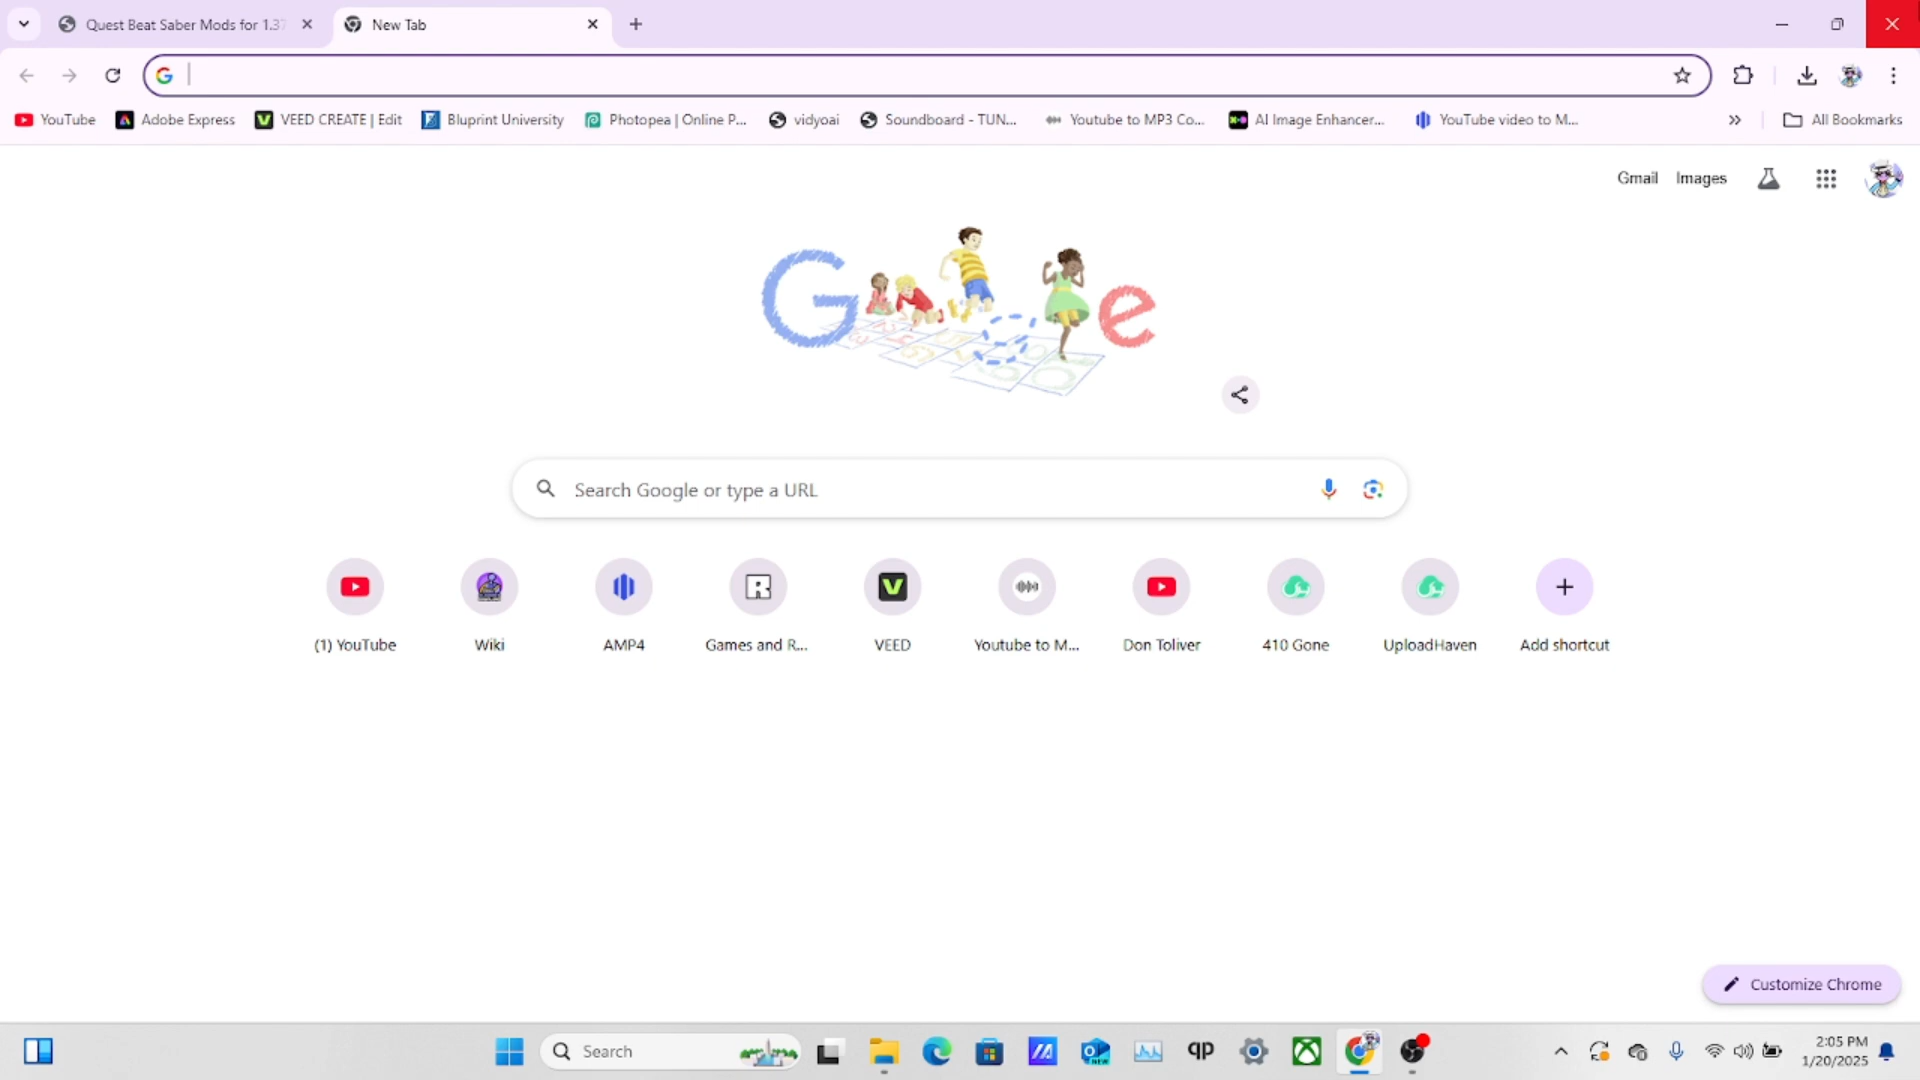 Quest Beat Saber Mods for 1.37
New Tab
YouTube
Adobe Express
VEED CREATE | Edit
Bluprint University
Photopea | Online P...
vidyoai
Soundboard - TUN...
Youtube to MP3 Co...
AI Image Enhancer...
YouTube video to M...
All Bookmarks
Gmail
Images
G e
Search Google or type a URL
(1) YouTube
Wiki
AMP4
Games and R...
VEED
Youtube to M...
Don Toliver
410 Gone
UploadHaven
Add shortcut
Customize Chrome
Search
NEW
2:05 PM
1/20/2025